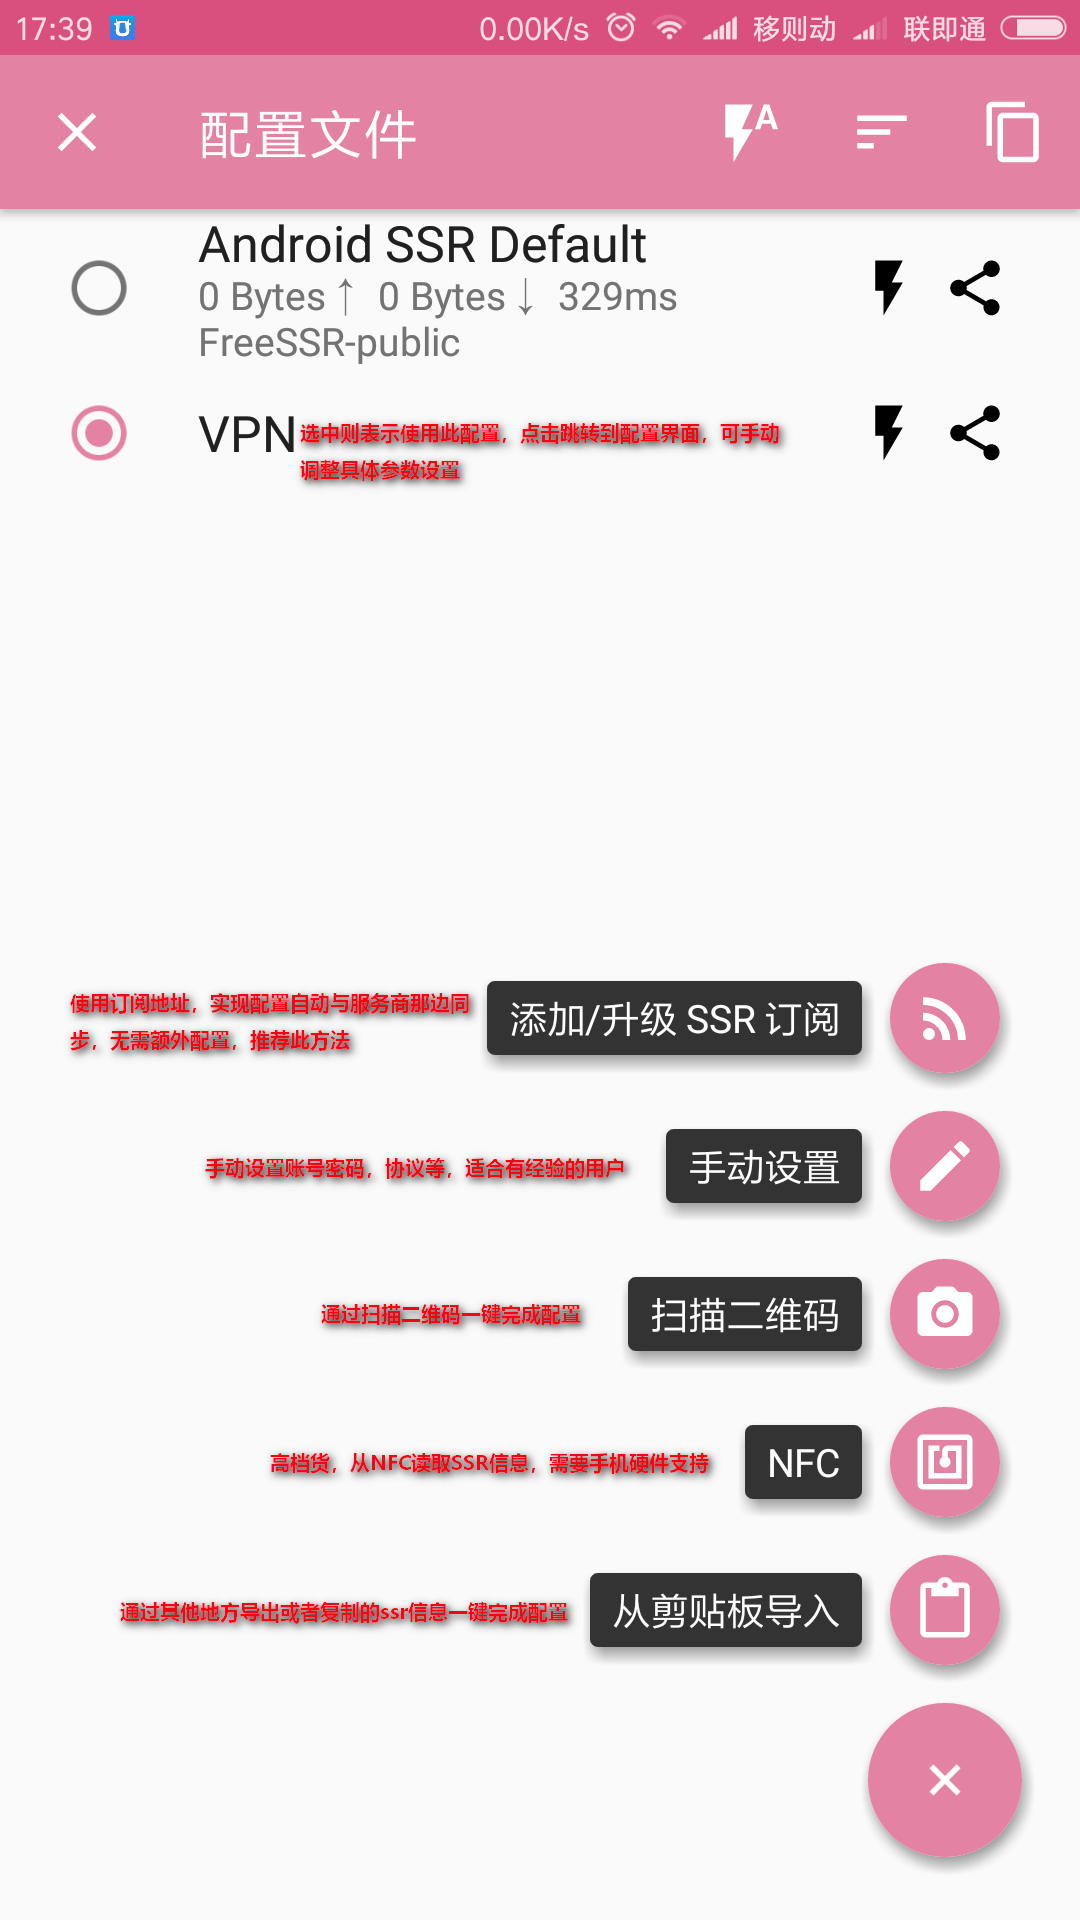 17:39 0.00K/s 移则动 联即通
配置文件
Android SSR Default
0 Bytes↑ 0 Bytes↓ 329ms
FreeSSR-public
VPN
选中则表示使用此配置，点击跳转到配置界面，可手动
调整具体参数设置
使用订阅地址，实现配置自动与服务商那边同
步，无需额外配置，推荐此方法
添加/升级 SSR 订阅
手动设置账号密码，协议等，适合有经验的用户
手动设置
通过扫描二维码一键完成配置
扫描二维码
高档货，从NFC读取SSR信息，需要手机硬件支持
NFC
通过其他地方导出或者复制的ssr信息一键完成配置
从剪贴板导入